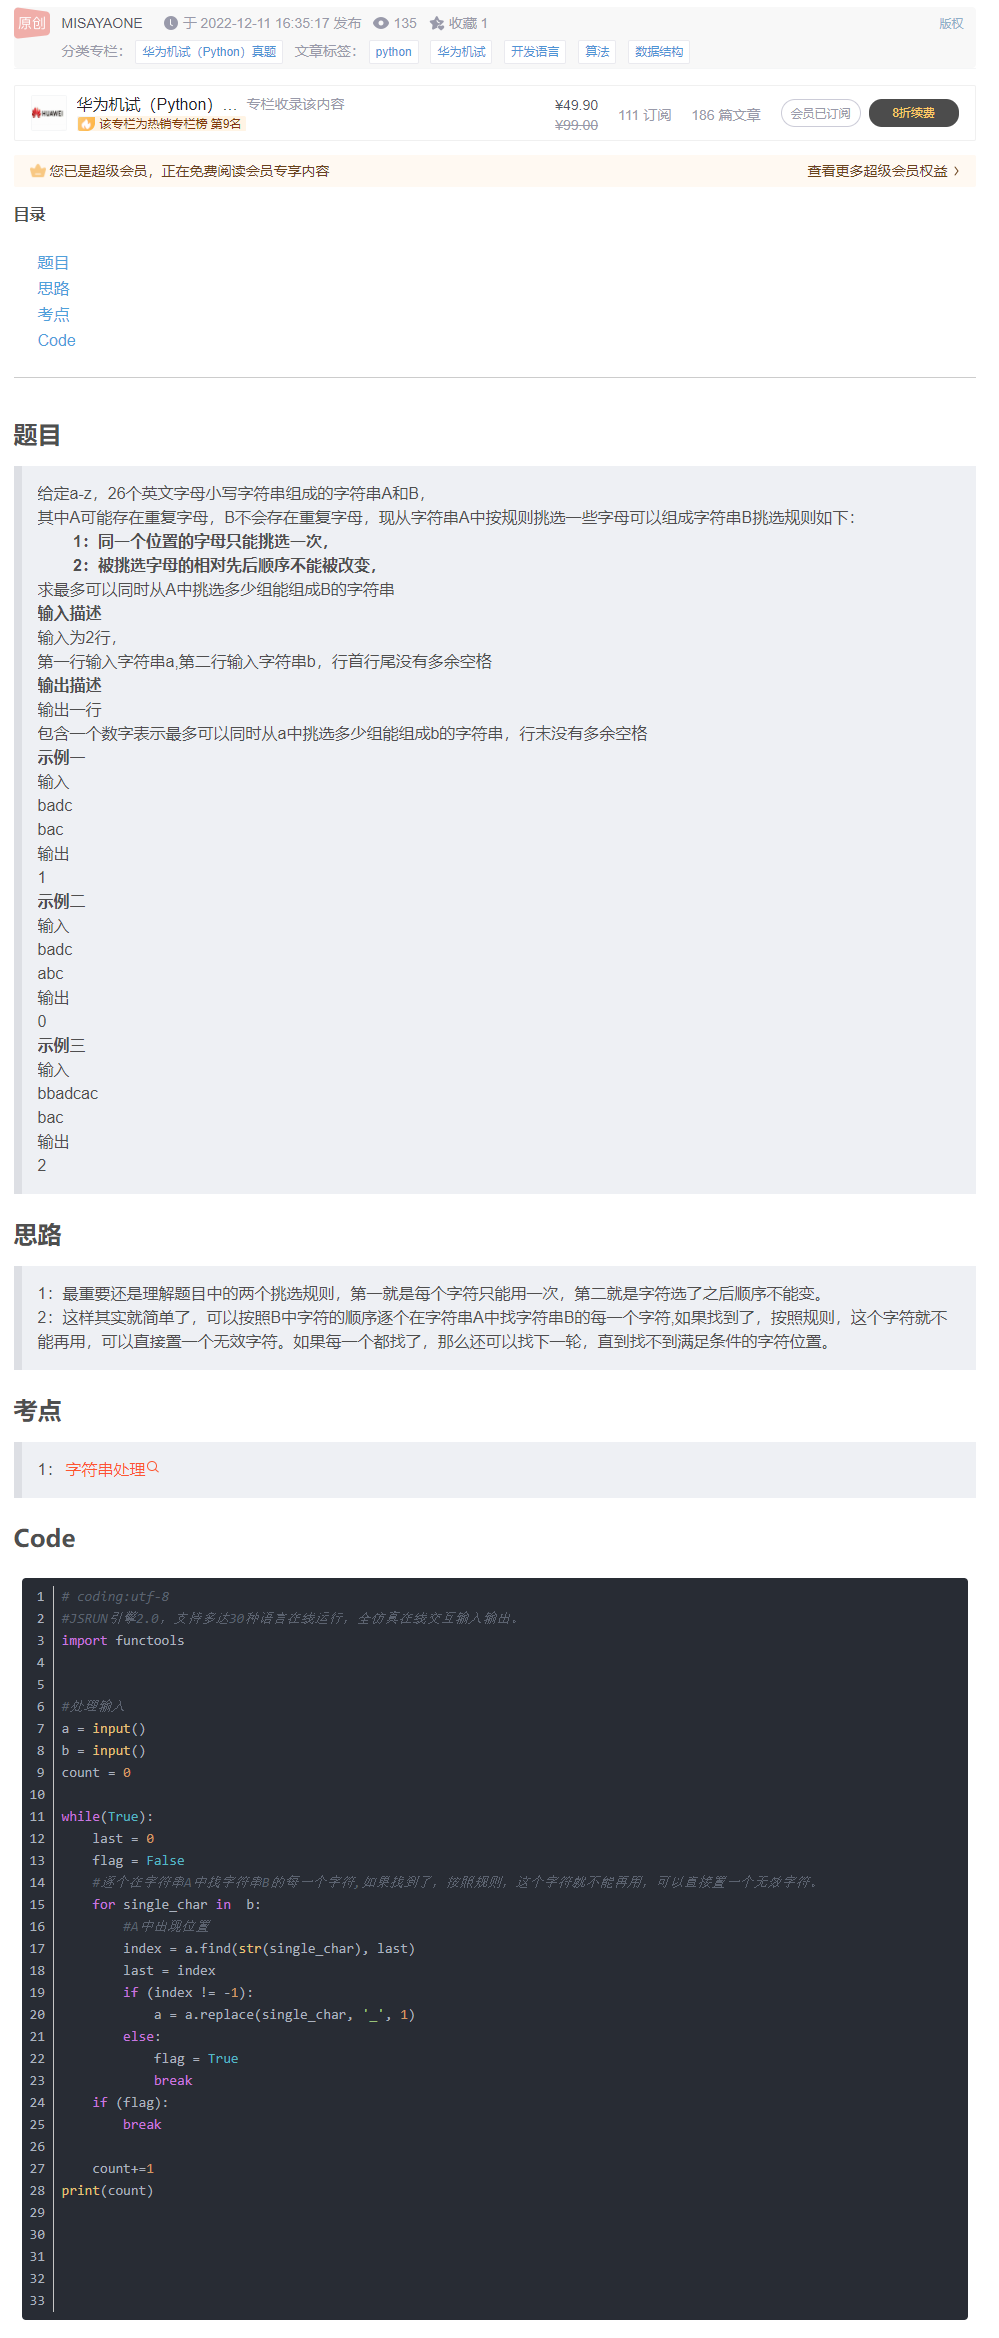 原创 MISAYAONE 于 2022-12-11 16:35:17 发布 135 收藏 1 版权
分类专栏： 华为机试（Python）真题 文章标签： python 华为机试 开发语言 算法 数据结构
HUAWEI 华为机试（Python）... 专栏收录该内容 ¥49.90 111 订阅 186 篇文章 会员已订阅 8折续费
该专栏为热销专栏榜 第9名 ¥99.00
您已是超级会员，正在免费阅读会员专享内容 查看更多超级会员权益
目录
题目
思路
考点
Code
题目
给定a-z，26个英文字母小写字符串组成的字符串A和B，
其中A可能存在重复字母，B不会存在重复字母，现从字符串A中按规则挑选一些字母可以组成字符串B挑选规则如下：
1：同一个位置的字母只能挑选一次，
2：被挑选字母的相对先后顺序不能被改变，
求最多可以同时从A中挑选多少组能组成B的字符串
输入描述
输入为2行，
第一行输入字符串a,第二行输入字符串b，行首行尾没有多余空格
输出描述
输出一行
包含一个数字表示最多可以同时从a中挑选多少组能组成b的字符串，行末没有多余空格
示例一
输入
badc
bac
输出
1
示例二
输入
badc
abc
输出
0
示例三
输入
bbadcac
bac
输出
2
思路
1：最重要还是理解题目中的两个挑选规则，第一就是每个字符只能用一次，第二就是字符选了之后顺序不能变。
2：这样其实就简单了，可以按照B中字符的顺序逐个在字符串A中找字符串B的每一个字符,如果找到了，按照规则，这个字符就不
能再用，可以直接置一个无效字符。如果每一个都找了，那么还可以找下一轮，直到找不到满足条件的字符位置。
考点
1： 字符串处理
Code
1 # coding:utf-8
2 #JSRUN引擎2.0，支持多达30种语言在线运行，全仿真在线交互输入输出。
3 import functools
4
5
6 #处理输入
7 a = input()
8 b = input()
9 count = 0
10
11 while(True):
12     last = 0
13     flag = False
14     #逐个在字符串A中找字符串B的每一个字符,如果找到了，按照规则，这个字符就不能再用，可以直接置一个无效字符。
15     for single_char in  b:
16         #A中出现位置
17         index = a.find(str(single_char), last)
18         last = index
19         if (index != -1):
20             a = a.replace(single_char, '_', 1)
21         else:
22             flag = True
23             break
24     if (flag):
25         break
26
27     count+=1
28 print(count)
29
30
31
32
33